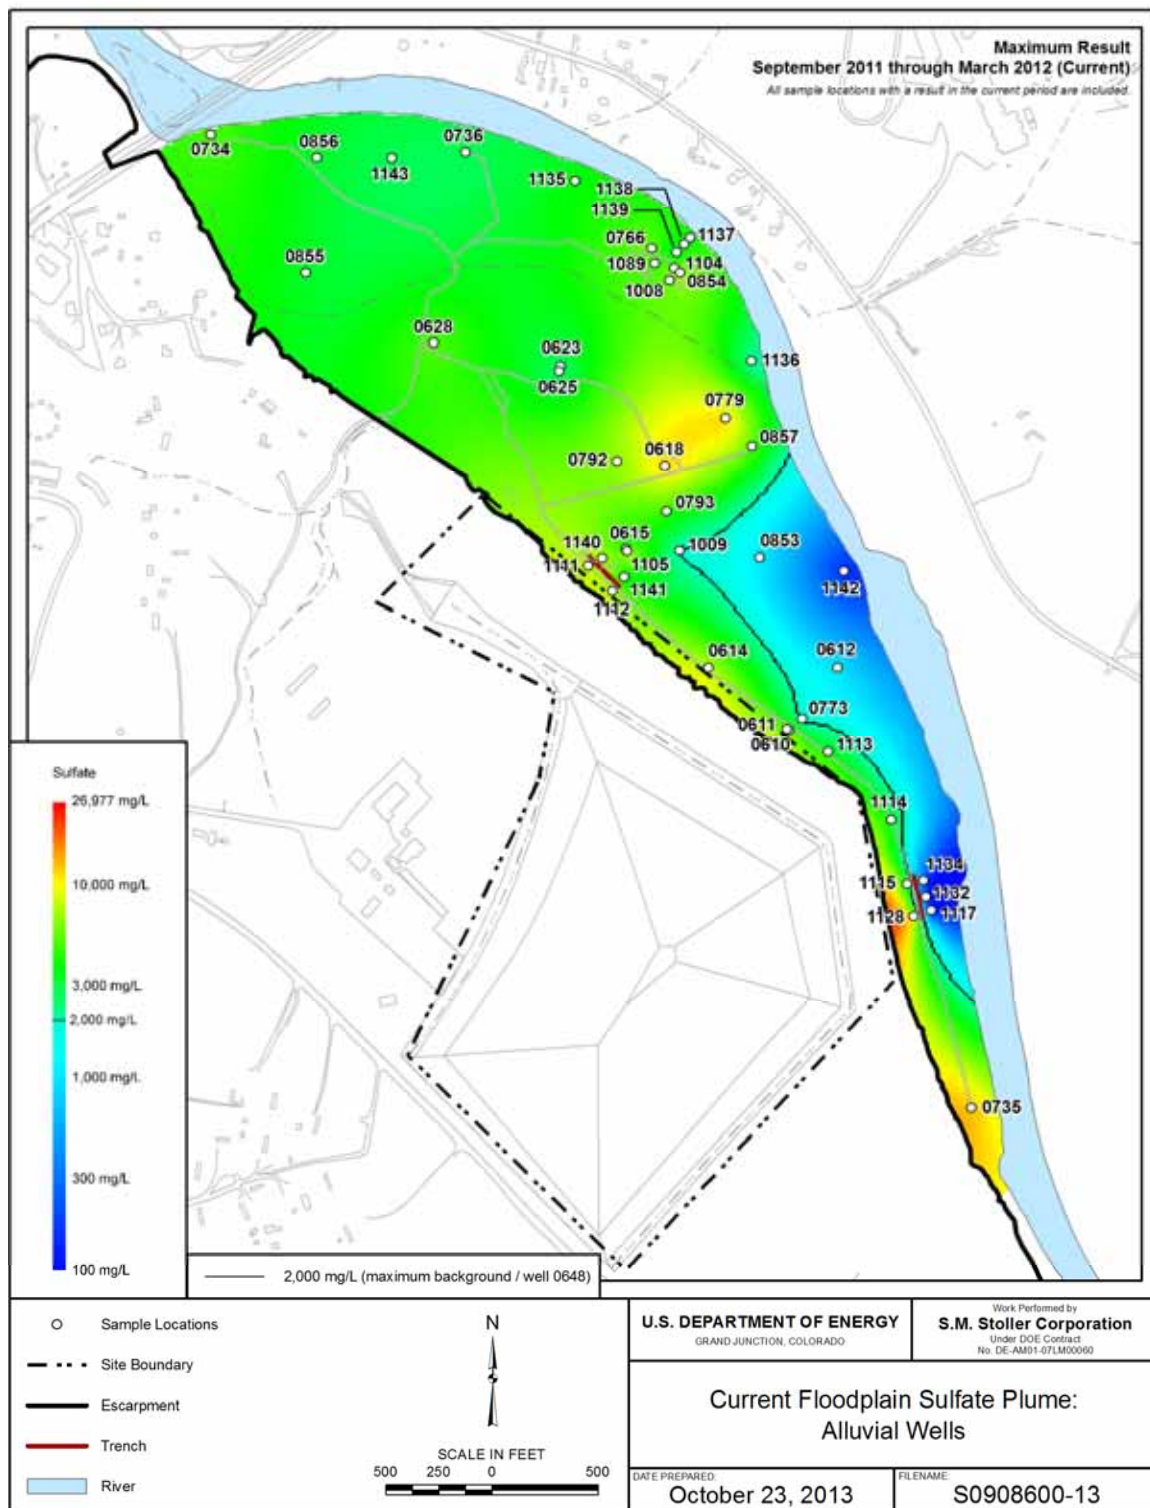 Maximum Result
September 2011 through March 2012 (Current)
All sample locations with a result in the current period are included.
0734
0856
1143
0736
1135
1138
1139
1137
0766
1089
1104
0854
1008
0855
0628
0623
0625
1136
0779
0857
0792
0618
0793
1140
0615
1009
0853
1111
1105
1142
1141
1112
0614
0612
0773
0611
0610
1113
1114
1134
1115
1132
1128
1117
0735
Sulfate
26,977 mg/L
10,000 mg/L
3,000 mg/L
2,000 mg/L
1,000 mg/L
300 mg/L
100 mg/L
2,000 mg/L (maximum background / well 0648)
Sample Locations
Site Boundary
Escarpment
Trench
River
N
SCALE IN FEET
500 250 0 500
U.S. DEPARTMENT OF ENERGY
GRAND JUNCTION, COLORADO
Work Performed by
S.M. Stoller Corporation
Under DOE Contract
No. DE-AM01-07LM00060
Current Floodplain Sulfate Plume:
Alluvial Wells
DATE PREPARED:
October 23, 2013
FILENAME:
S0908600-13